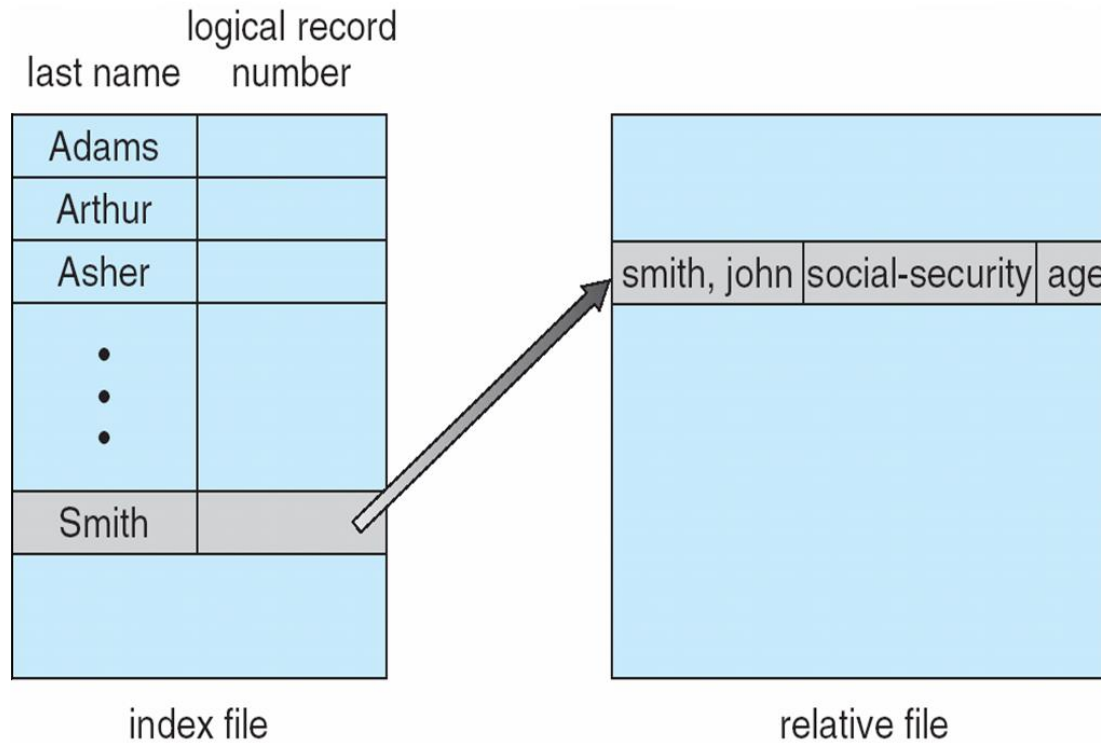 logical record
last name number
Adams
Arthur
Asher
Smith
smith, john social-security age
index file relative file